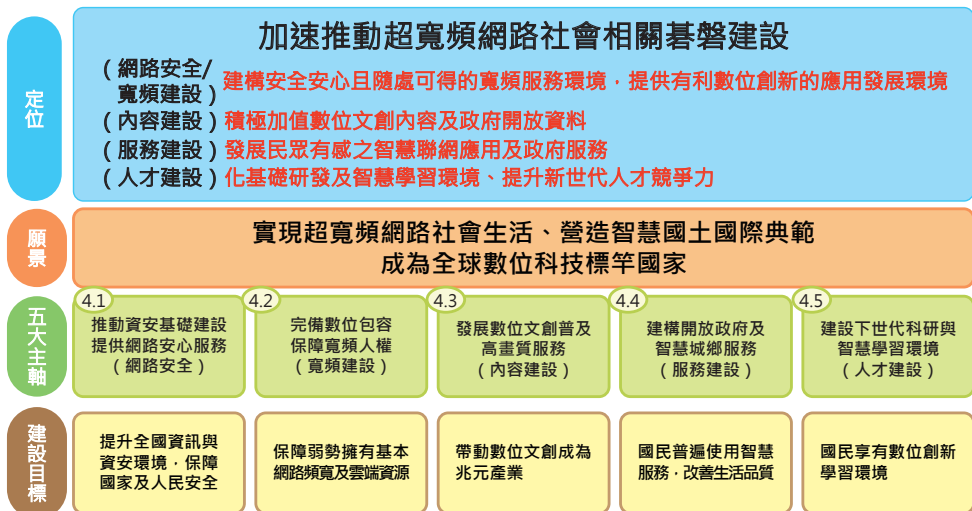 定位
加速推動超寬頻網路社會相關碁磐建設
(網路安全/
寬頻建設) 建構安全安心且隨處可得的寬頻服務環境，提供有利數位創新的應用發展環境
(內容建設) 積極加值數位文創內容及政府開放資料
(服務建設) 發展民眾有感之智慧聯網應用及政府服務
(人才建設) 化基礎研發及智慧學習環境、提升新世代人才競爭力
願景
實現超寬頻網路社會生活、營造智慧國土國際典範
成為全球數位科技標竿國家
五大主軸
4.1
推動資安基礎建設
提供網路安心服務
(網路安全)
4.2
完備數位包容
保障寬頻人權
(寬頻建設)
4.3
發展數位文創普及
高畫質服務
(內容建設)
4.4
建構開放政府及
智慧城鄉服務
(服務建設)
4.5
建設下世代科研與
智慧學習環境
(人才建設)
建設目標
提升全國資訊與
資安環境，保障
國家及人民安全
保障弱勢擁有基本
網路頻寬及雲端資源
帶動數位文創成為
兆元產業
國民普遍使用智慧
服務，改善生活品質
國民享有數位創新
學習環境